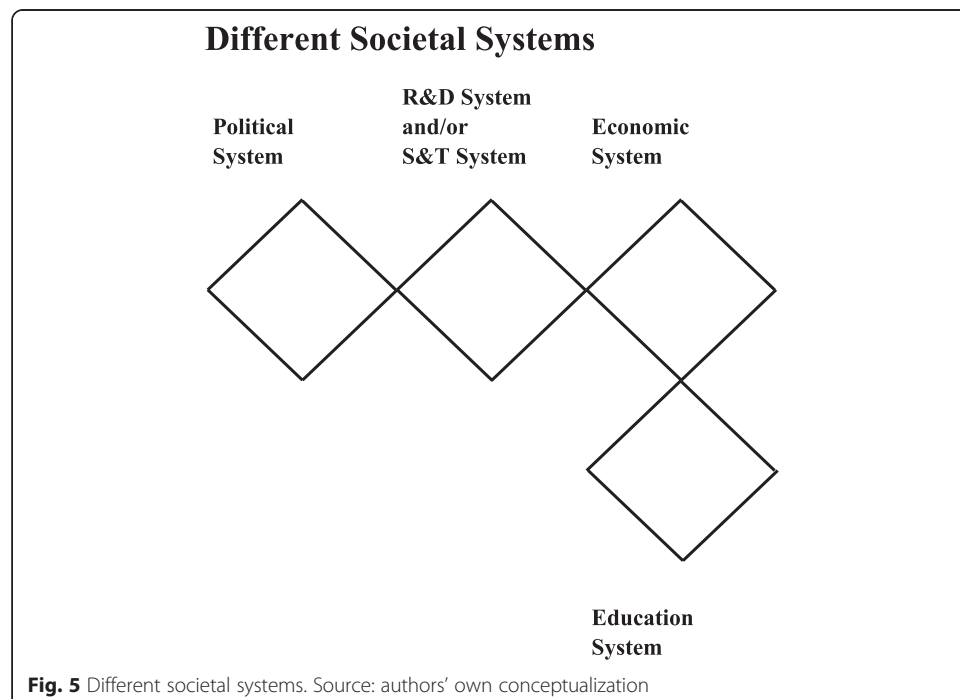 Different Societal Systems
R&D System
and/or
S&T System
Political
System
Economic
System
Education
System
Fig. 5 Different societal systems. Source: authors’ own conceptualization